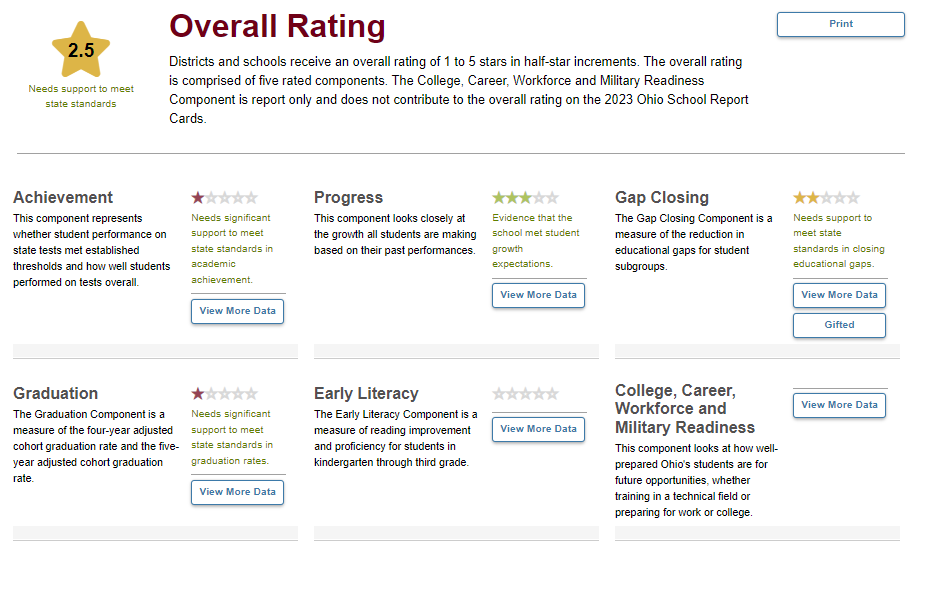 2.5
Needs support to meet
state standards
Overall Rating
Districts and schools receive an overall rating of 1 to 5 stars in half-star increments. The overall rating
is comprised of five rated components. The College, Career, Workforce and Military Readiness
Component is report only and does not contribute to the overall rating on the 2023 Ohio School Report
Cards.
Print
Achievement
This component represents
whether student performance on
state tests met established
thresholds and how well students
performed on tests overall.
Needs significant
support to meet
state standards in
academic
achievement.
View More Data
Progress
This component looks closely at
the growth all students are making
based on their past performances.
Evidence that the
school met student
growth
expectations.
View More Data
Gap Closing
The Gap Closing Component is a
measure of the reduction in
educational gaps for student
subgroups.
Needs support to
meet state
standards in closing
educational gaps.
View More Data
Gifted
Graduation
The Graduation Component is a
measure of the four-year adjusted
cohort graduation rate and the five-
year adjusted cohort graduation
rate.
Needs significant
support to meet
state standards in
graduation rates.
View More Data
Early Literacy
The Early Literacy Component is a
measure of reading improvement
and proficiency for students in
kindergarten through third grade.
View More Data
College, Career,
Workforce and
Military Readiness
This component looks at how well-
prepared Ohio's students are for
future opportunities, whether
training in a technical field or
preparing for work or college.
View More Data